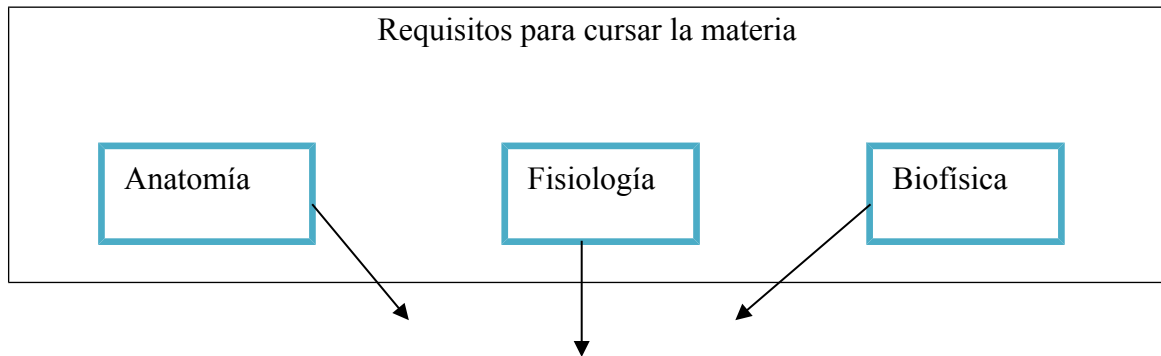 Requisitos para cursar la materia
Anatomía
Fisiología
Biofísica